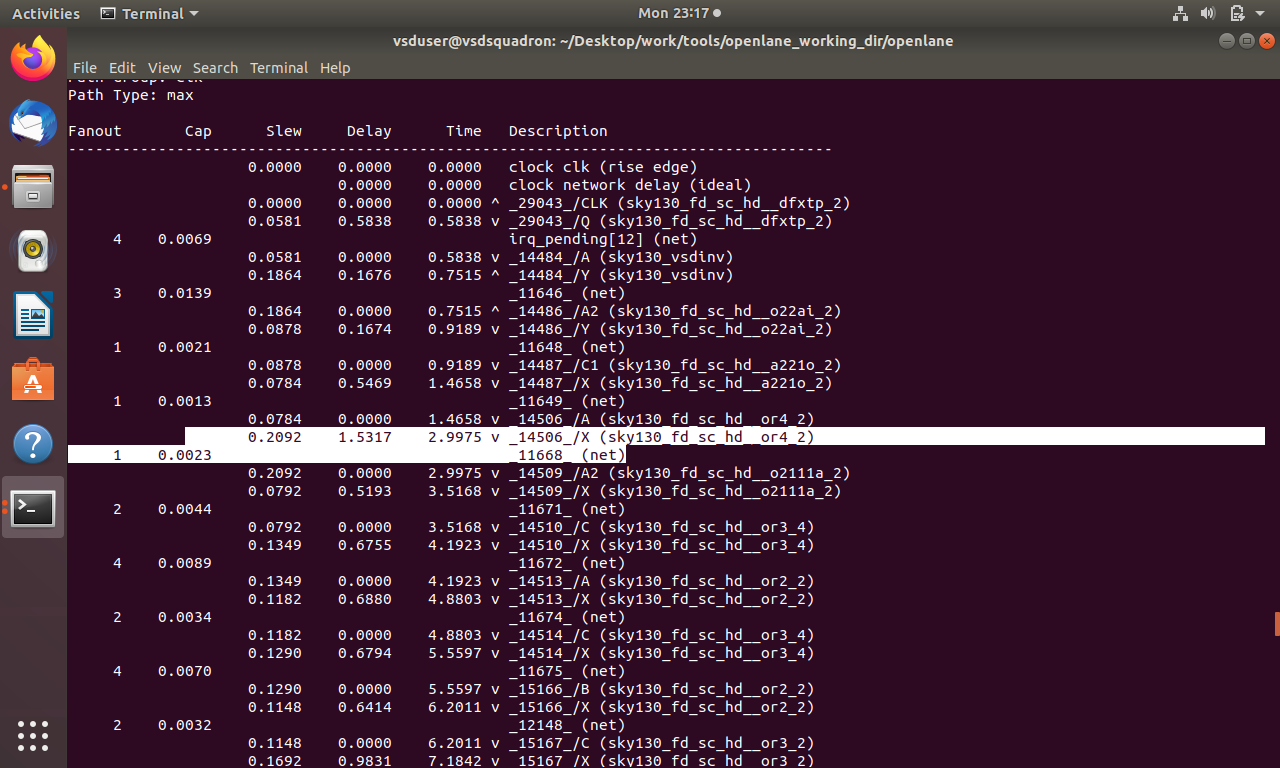 Activities Terminal Mon 23:17
vsduser@vsdsquadron: ~/Desktop/work/tools/openlane_working_dir/openlane
File Edit View Search Terminal Help
Path Group: clk
Path Type: max
Fanout Cap Slew Delay Time Description
-------------------------------------------------------------------------------------
0.0000 0.0000 0.0000 clock clk (rise edge)
0.0000 0.0000 clock network delay (ideal)
0.0000 0.0000 0.0000 ^ _29043_/CLK (sky130_fd_sc_hd__dfxtp_2)
0.0581 0.5838 0.5838 v _29043_/Q (sky130_fd_sc_hd__dfxtp_2)
4 0.0069 irq_pending[12] (net)
0.0581 0.0000 0.5838 v _14484_/A (sky130_vsdinv)
0.1864 0.1676 0.7515 ^ _14484_/Y (sky130_vsdinv)
3 0.0139 _11646_ (net)
0.1864 0.0000 0.7515 ^ _14486_/A2 (sky130_fd_sc_hd__o22ai_2)
0.0878 0.1674 0.9189 v _14486_/Y (sky130_fd_sc_hd__o22ai_2)
1 0.0021 _11648_ (net)
0.0878 0.0000 0.9189 v _14487_/C1 (sky130_fd_sc_hd__a221o_2)
0.0784 0.5469 1.4658 v _14487_/X (sky130_fd_sc_hd__a221o_2)
1 0.0013 _11649_ (net)
0.0784 0.0000 1.4658 v _14506_/A (sky130_fd_sc_hd__or4_2)
0.2092 1.5317 2.9975 v _14506_/X (sky130_fd_sc_hd__or4_2)
1 0.0023 _11668_ (net)
0.2092 0.0000 2.9975 v _14509_/A2 (sky130_fd_sc_hd__o2111a_2)
0.0792 0.5193 3.5168 v _14509_/X (sky130_fd_sc_hd__o2111a_2)
2 0.0044 _11671_ (net)
0.0792 0.0000 3.5168 v _14510_/C (sky130_fd_sc_hd__or3_4)
0.1349 0.6755 4.1923 v _14510_/X (sky130_fd_sc_hd__or3_4)
4 0.0089 _11672_ (net)
0.1349 0.0000 4.1923 v _14513_/A (sky130_fd_sc_hd__or2_2)
0.1182 0.6880 4.8803 v _14513_/X (sky130_fd_sc_hd__or2_2)
2 0.0034 _11674_ (net)
0.1182 0.0000 4.8803 v _14514_/C (sky130_fd_sc_hd__or3_4)
0.1290 0.6794 5.5597 v _14514_/X (sky130_fd_sc_hd__or3_4)
4 0.0070 _11675_ (net)
0.1290 0.0000 5.5597 v _15166_/B (sky130_fd_sc_hd__or2_2)
0.1148 0.6414 6.2011 v _15166_/X (sky130_fd_sc_hd__or2_2)
2 0.0032 _12148_ (net)
0.1148 0.0000 6.2011 v _15167_/C (sky130_fd_sc_hd__or3_2)
0.1692 0.9831 7.1842 v _15167_/X (sky130_fd_sc_hd__or3_2)